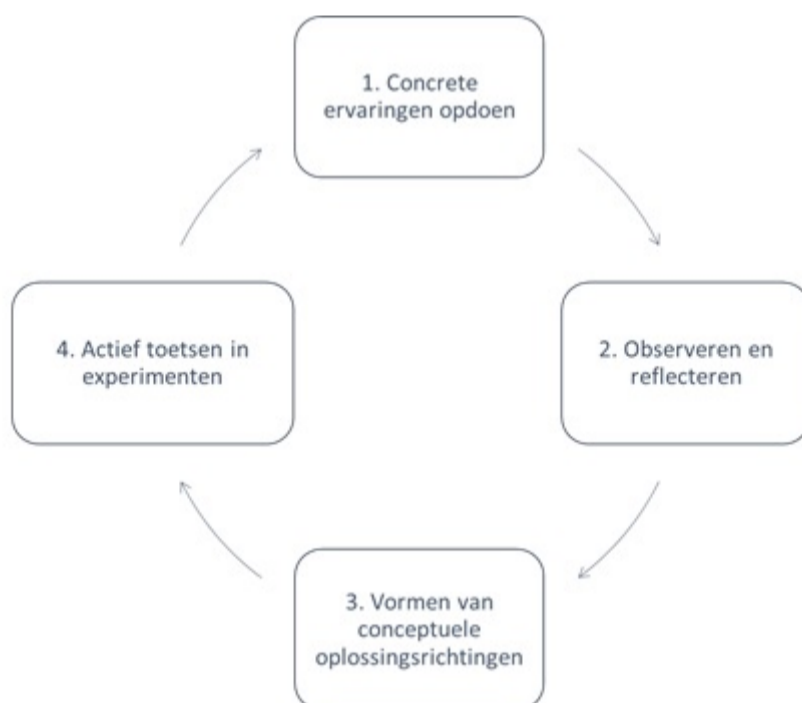 1. Concrete
ervaringen opdoen
2. Observeren en
reflecteren
3. Vormen van
conceptuele
oplossingsrichtingen
4. Actief toetsen in
experimenten